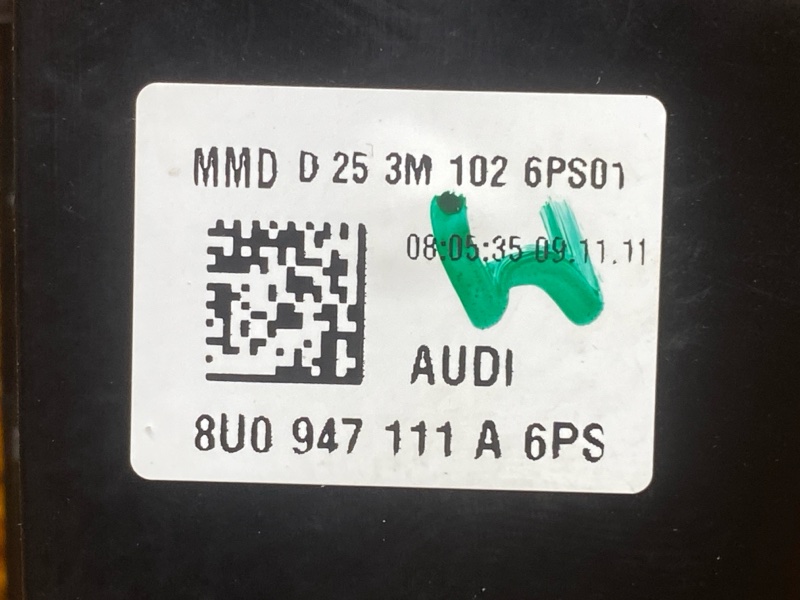 MMD D 25 3M 102 6PS01
08:05:35 09.11.11
AUDI
8U0 947 111 A 6PS